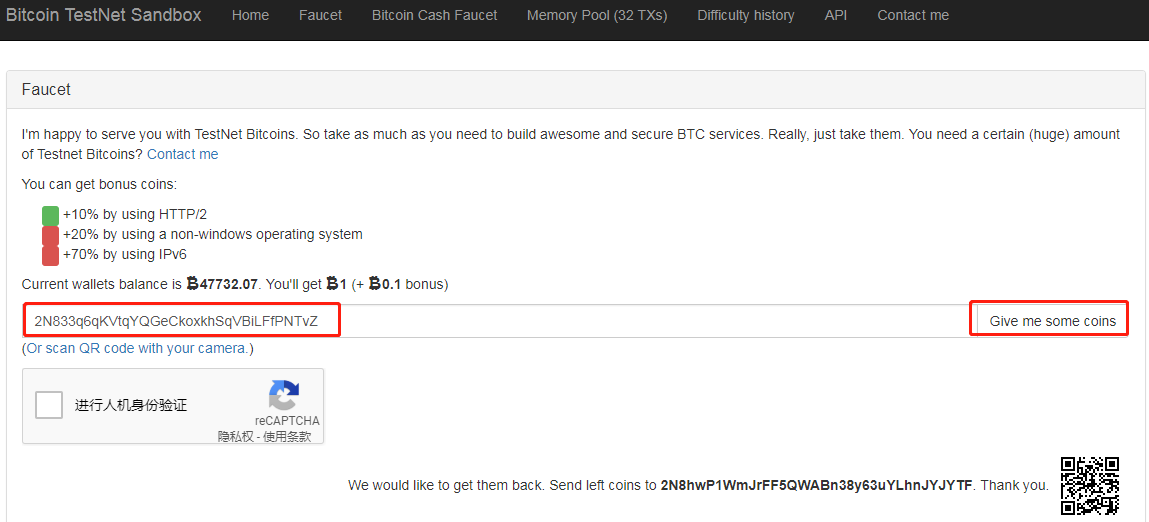 Bitcoin TestNet Sandbox Home Faucet Bitcoin Cash Faucet Memory Pool (32 TXs) Difficulty history API Contact me
Faucet
I'm happy to serve you with TestNet Bitcoins. So take as much as you need to build awesome and secure BTC services. Really, just take them. You need a certain (huge) amount
of Testnet Bitcoins? Contact me
You can get bonus coins:
+10% by using HTTP/2
+20% by using a non-windows operating system
+70% by using IPv6
Current wallets balance is ₿47732.07. You'll get ₿1 (+ ₿0.1 bonus)
2N833q6qKVtqYQGeCkoxkhSqVBiLFfPNTvZ Give me some coins
(Or scan QR code with your camera.)
进行人机身份验证
reCAPTCHA
隐私权 - 使用条款
We would like to get them back. Send left coins to 2N8hwP1WmJrFF5QWABn38y63uYLhnJYJYTF. Thank you.